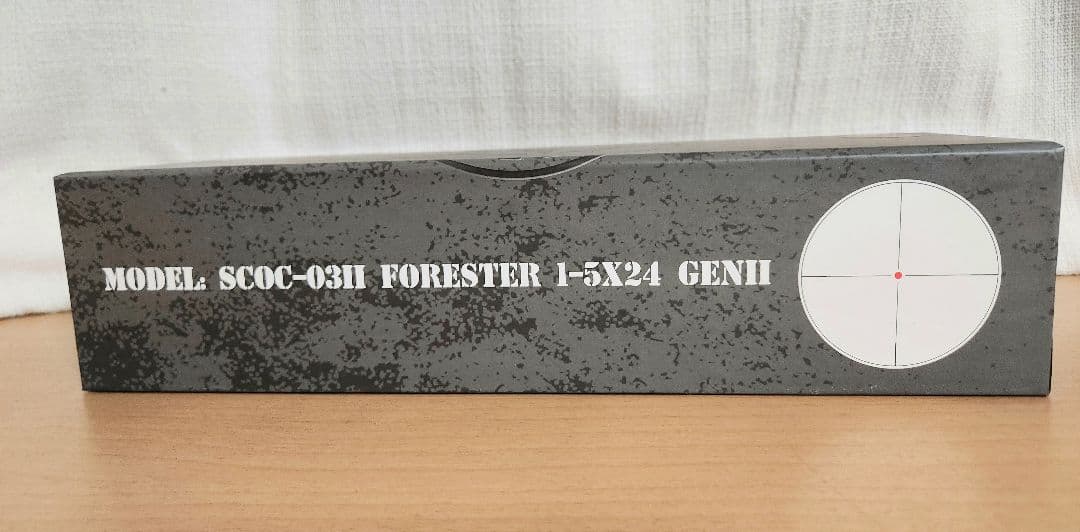 MODEL: SCOC-03II FORESTER 1-5X24 GENII